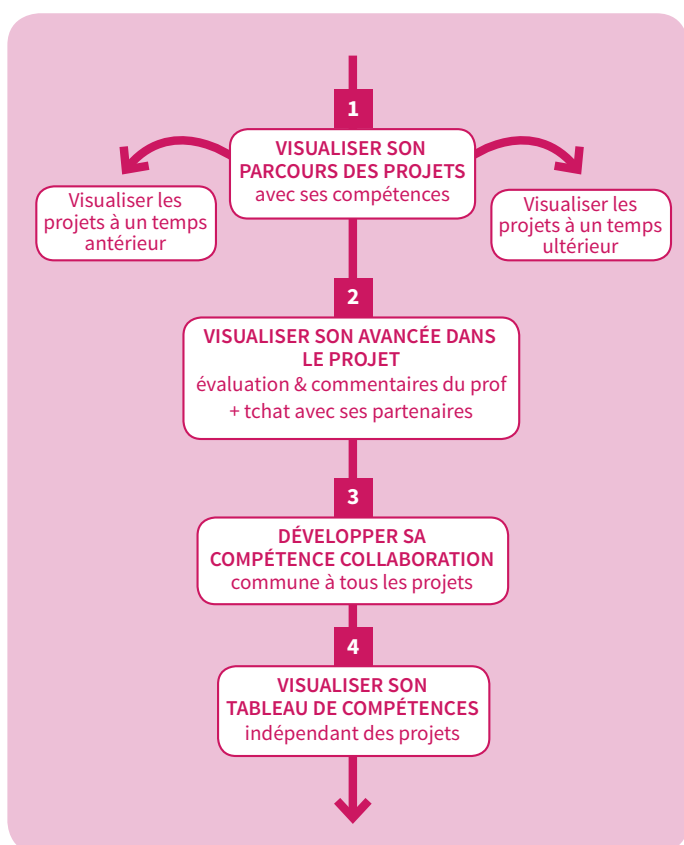 1
VISUALISER SON
PARCOURS DES PROJETS
avec ses compétences
Visualiser les
projets à un temps
antérieur
Visualiser les
projets à un temps
ultérieur
2
VISUALISER SON AVANCÉE DANS
LE PROJET
évaluation & commentaires du prof
+ tchat avec ses partenaires
3
DÉVELOPPER SA
COMPÉTENCE COLLABORATION
commune à tous les projets
4
VISUALISER SON
TABLEAU DE COMPÉTENCES
indépendant des projets